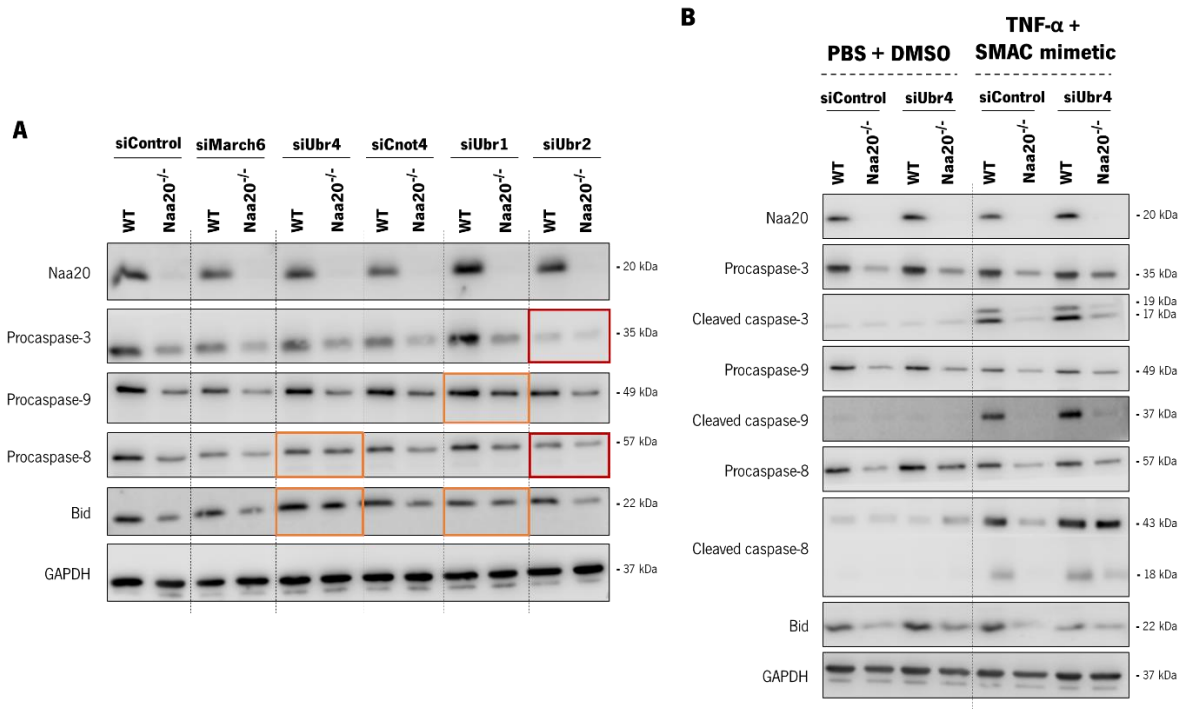 A
siControl siMarch6 siUbr4 siCnot4 siUbr1 siUbr2
WT Naa20-/- WT Naa20-/- WT Naa20-/- WT Naa20-/- WT Naa20-/- WT Naa20-/-
Naa20 - 20 kDa
Procaspase-3 - 35 kDa
Procaspase-9 - 49 kDa
Procaspase-8 - 57 kDa
Bid - 22 kDa
GAPDH - 37 kDa
B
PBS + DMSO
TNF-α +
SMAC mimetic
siControl siUbr4 siControl siUbr4
WT Naa20-/- WT Naa20-/- WT Naa20-/- WT Naa20-/-
Naa20 - 20 kDa
Procaspase-3 - 35 kDa
Cleaved caspase-3 - 19 kDa
- 17 kDa
Procaspase-9 - 49 kDa
Cleaved caspase-9 - 37 kDa
Procaspase-8 - 57 kDa
Cleaved caspase-8 - 43 kDa
- 18 kDa
Bid - 22 kDa
GAPDH - 37 kDa